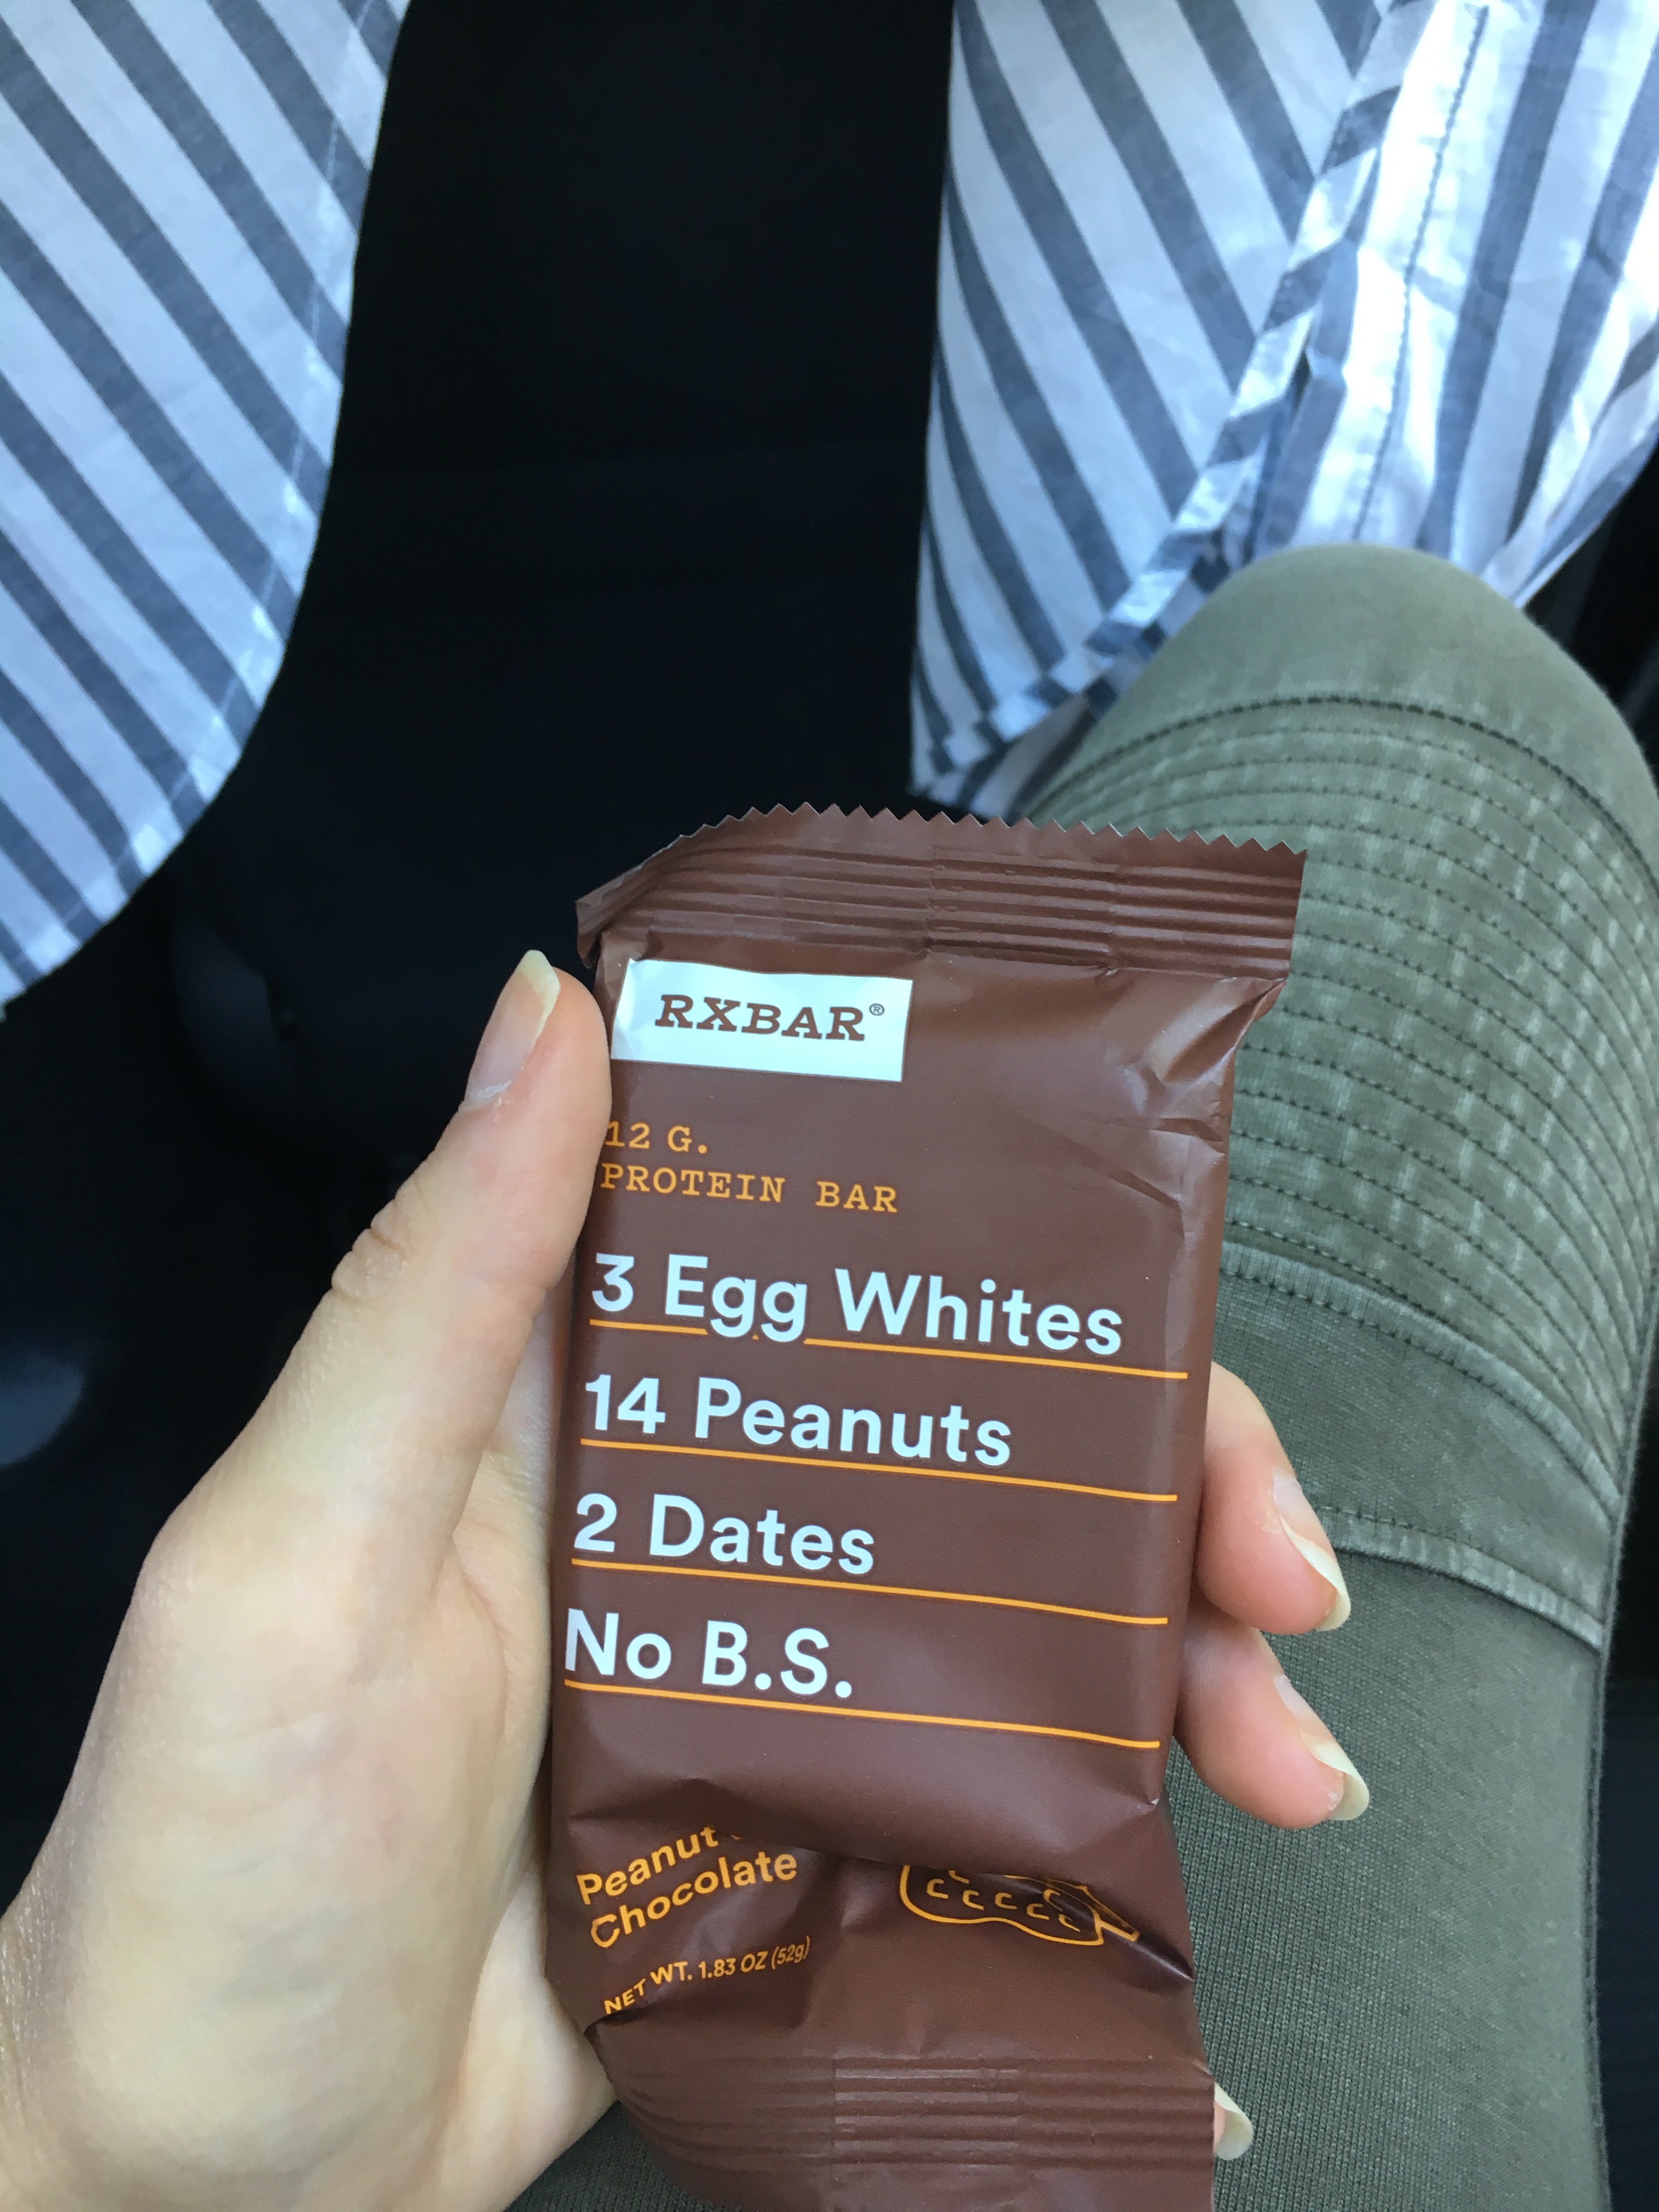 RXBAR®
12 G.
PROTEIN BAR
3 Egg Whites
14 Peanuts
2 Dates
No B.S.
Peanut
Chocolate
NET WT. 1.83 OZ (52g)